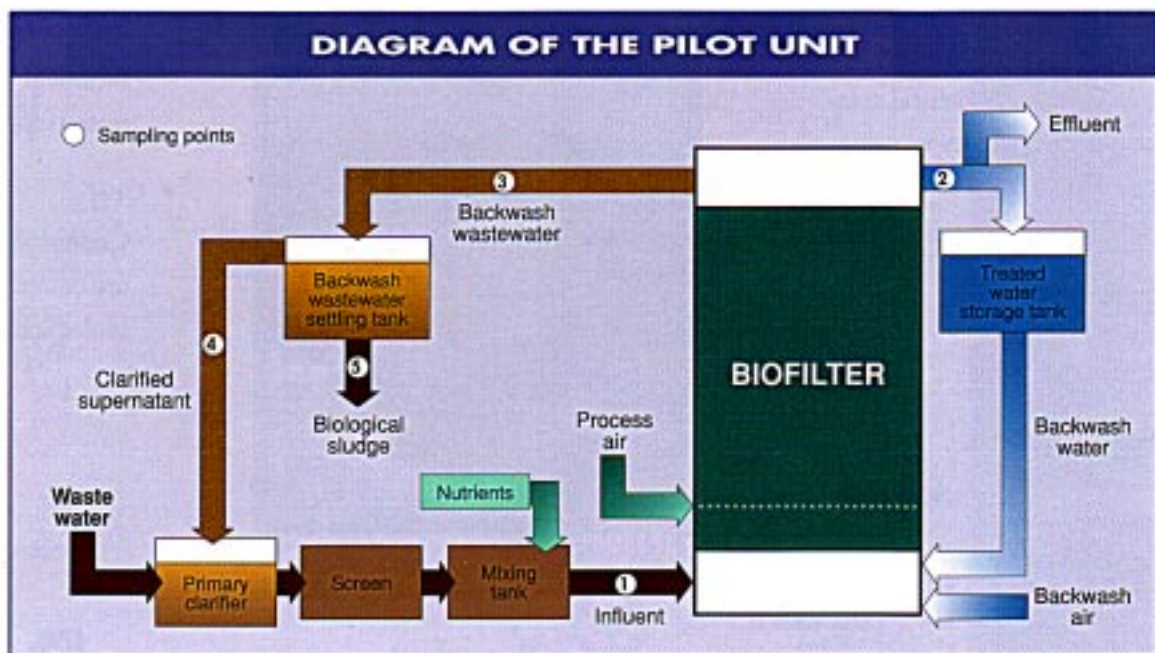 DIAGRAM OF THE PILOT UNIT
Sampling points
Effluent
3
2
Backwash
wastewater
Backwash
wastewater
settling tank
Treated
water
storage tank
4
5
BIOFILTER
Clarified
supernatant
Biological
sludge
Process
air
Backwash
water
Nutrients
Waste
water
Primary
clarifier
Screen
Mixing
tank
1
Influent
Backwash
air